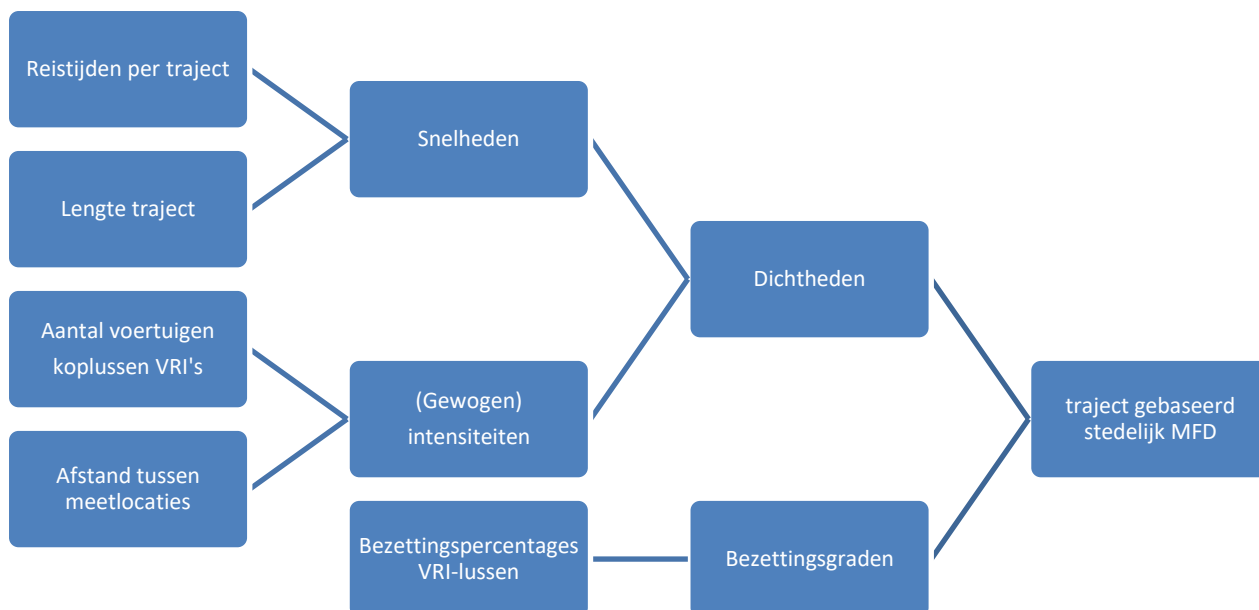 Reistijden per traject
Lengte traject
Aantal voertuigen
koplussen VRI's
Afstand tussen
meetlocaties
Snelheden
(Gewogen)
intensiteiten
Bezettingspercentages
VRI-lussen
Dichtheden
Bezettingsgraden
traject gebaseerd
stedelijk MFD